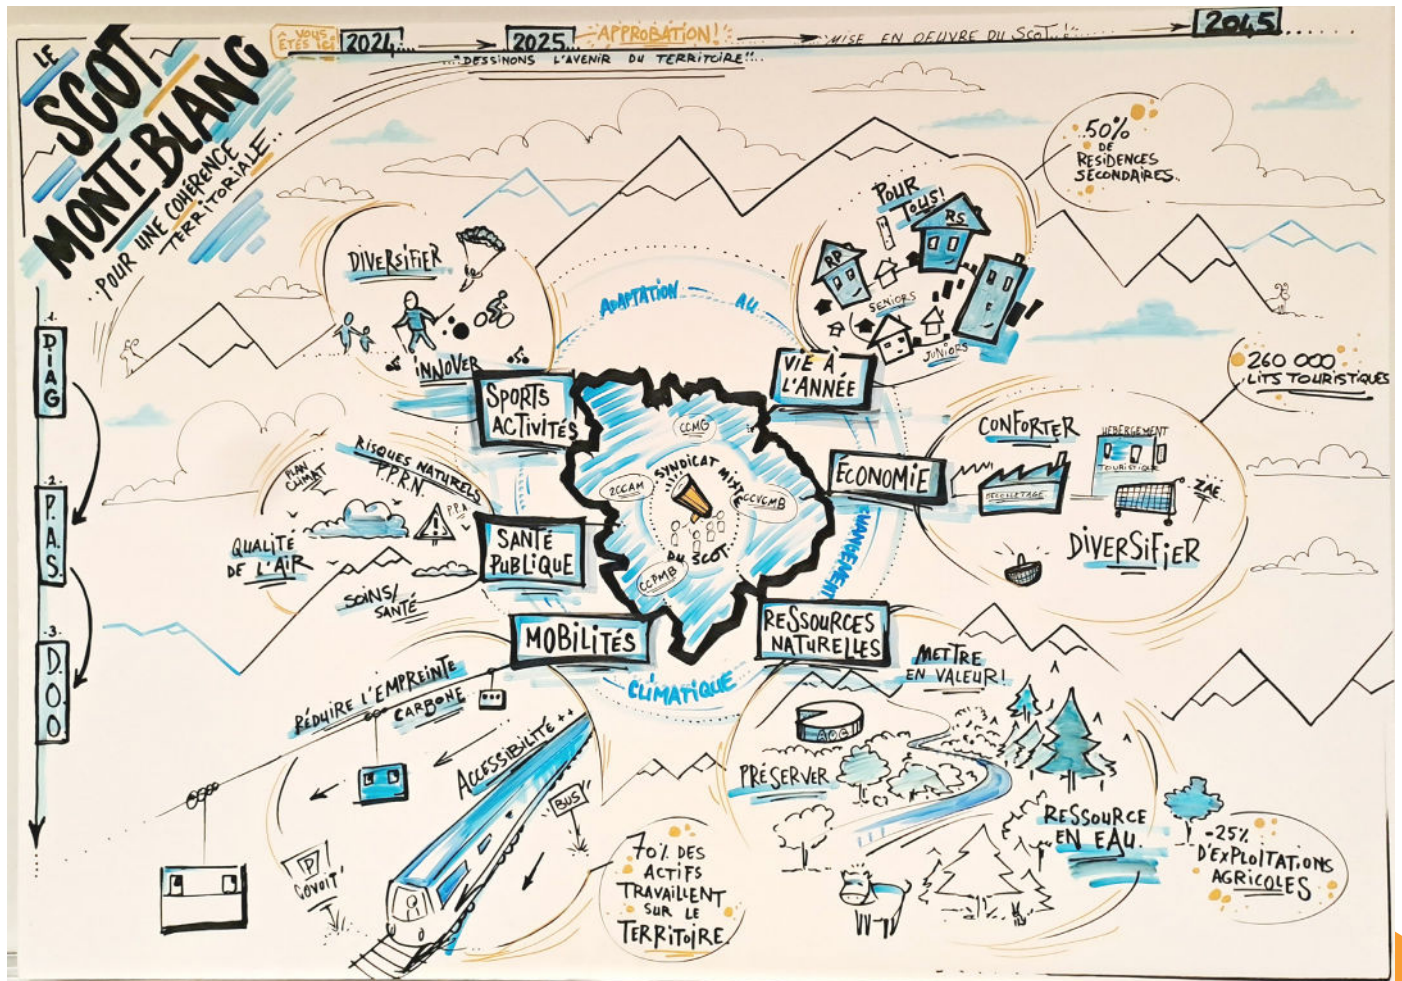 LE
SCOT
MONT-BLANC
..POUR UNE COHÉRENCE
TERRITORIALE...
VOUS
ÊTES ICI
2024...
2025...
APPROBATION!
MISE EN OEUVRE DU SCOT!
2045
..."DESSINONS L'AVENIR DU TERRITOIRE"...
.1.
DIAG
.2.
P.A.S.
.3.
D.O.O.
DIVERSIFIER
INNOVER
SPORTS
ACTIVITÉS
ADAPTATION AU
CHANGEMENT
CLIMATIQUE
POUR
TOUS!
RS
RP
SENIORS
JUNIORS
VIE À
L'ANNÉE
..50%
DE
RESIDENCES
SECONDAIRES..
260 000
LITS TOURISTIQUES
CONFORTER
HÉBERGEMENT
TOURISTIQUE
DECOLLETAGE
ZAE
DIVERSIFIER
ECONOMIE
CCMG
2CCAM
CCVCMB
CCPMB
SYNDICAT MIXTE
DU SCOT.
RISQUES NATURELS
P.P.R.N
PLAN
CLIMAT
P.P.A
QUALITÉ
DE L'AIR
SOINS/
SANTÉ
SANTÉ
PUBLIQUE
MOBILITÉS
RÉDUIRE L'EMPREINTE
CARBONE
ACCESSIBILITÉ ++
BUS
P
COVOIT'
70% DES
ACTIFS
TRAVAILLENT
SUR LE
TERRITOIRE.
RESSOURCES
NATURELLES
METTRE
EN VALEUR!
PRÉSERVER
RESSOURCE
EN EAU.
-25%
D'EXPLOITATIONS
AGRICOLES